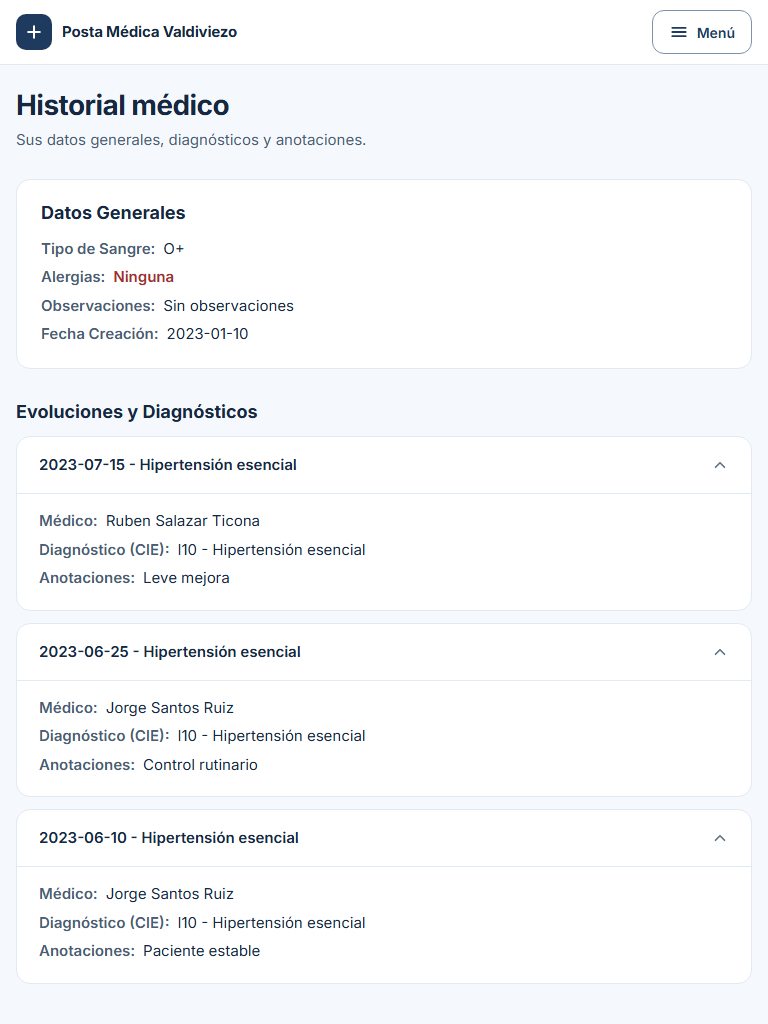 Posta Médica Valdiviezo
Menú
Historial médico
Sus datos generales, diagnósticos y anotaciones.
Datos Generales
Tipo de Sangre: O+
Alergias: Ninguna
Observaciones: Sin observaciones
Fecha Creación: 2023-01-10
Evoluciones y Diagnósticos
2023-07-15 - Hipertensión esencial
Médico: Ruben Salazar Ticona
Diagnóstico (CIE): I10 - Hipertensión esencial
Anotaciones: Leve mejora
2023-06-25 - Hipertensión esencial
Médico: Jorge Santos Ruiz
Diagnóstico (CIE): I10 - Hipertensión esencial
Anotaciones: Control rutinario
2023-06-10 - Hipertensión esencial
Médico: Jorge Santos Ruiz
Diagnóstico (CIE): I10 - Hipertensión esencial
Anotaciones: Paciente estable